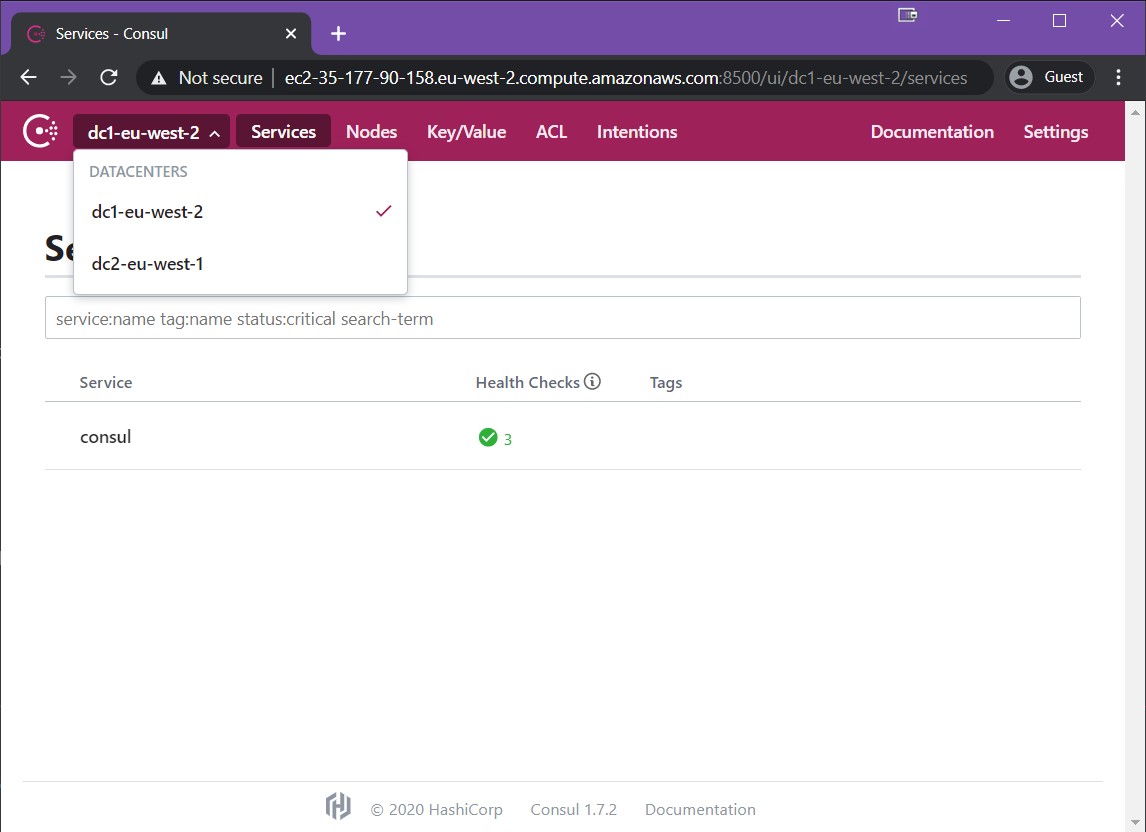 Services - Consul
Not secure ec2-35-177-90-158.eu-west-2.compute.amazonaws.com:8500/ui/dc1-eu-west-2/services Guest
dc1-eu-west-2 Services Nodes Key/Value ACL Intentions Documentation Settings
DATACENTERS
dc1-eu-west-2
dc2-eu-west-1
service:name tag:name status:critical search-term
Service Health Checks Tags
consul 3
© 2020 HashiCorp Consul 1.7.2 Documentation